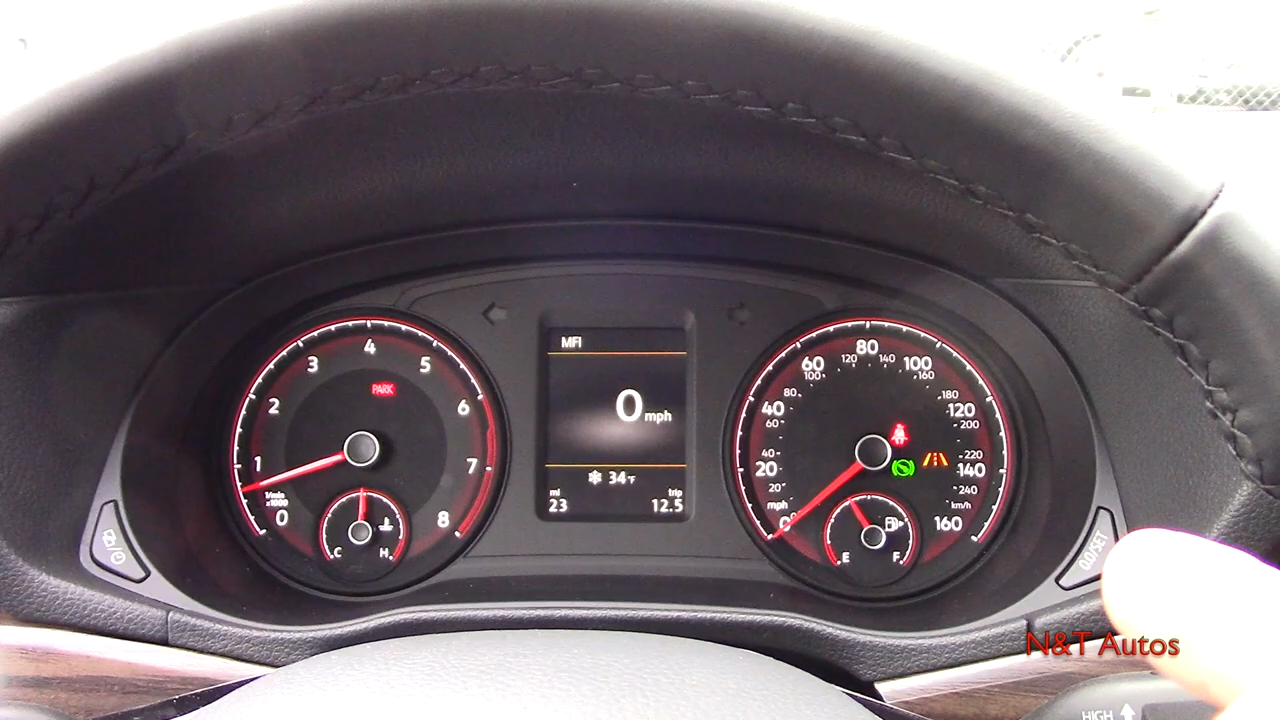 MFI
0 mph
❄ 34°F
mi trip
23 12.5
PARK
0 1 2 3 4 5 6 7 8
1/min
x1000
C H
0 20 40 60 80 100 120 140 160
mph
20 40 60 80 100 120 140 160 180 200 220 240
km/h
E F
0.0/SET
HIGH
N&T Autos